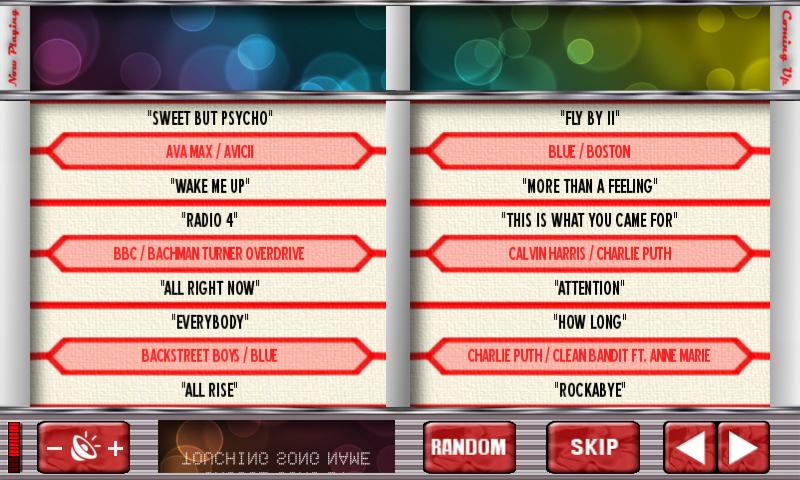 Now Playing
"SWEET BUT PSYCHO"
AVA MAX / AVICII
"WAKE ME UP"
"RADIO 4"
BBC / BACHMAN TURNER OVERDRIVE
"ALL RIGHT NOW"
"EVERYBODY"
BACKSTREET BOYS / BLUE
"ALL RISE"
Coming Up
"FLY BY II"
BLUE / BOSTON
"MORE THAN A FEELING"
"THIS IS WHAT YOU CAME FOR"
CALVIN HARRIS / CHARLIE PUTH
"ATTENTION"
"HOW LONG"
CHARLIE PUTH / CLEAN BANDIT FT. ANNE MARIE
"ROCKABYE"
- +
TOUCHING SONG NAME
RANDOM
SKIP